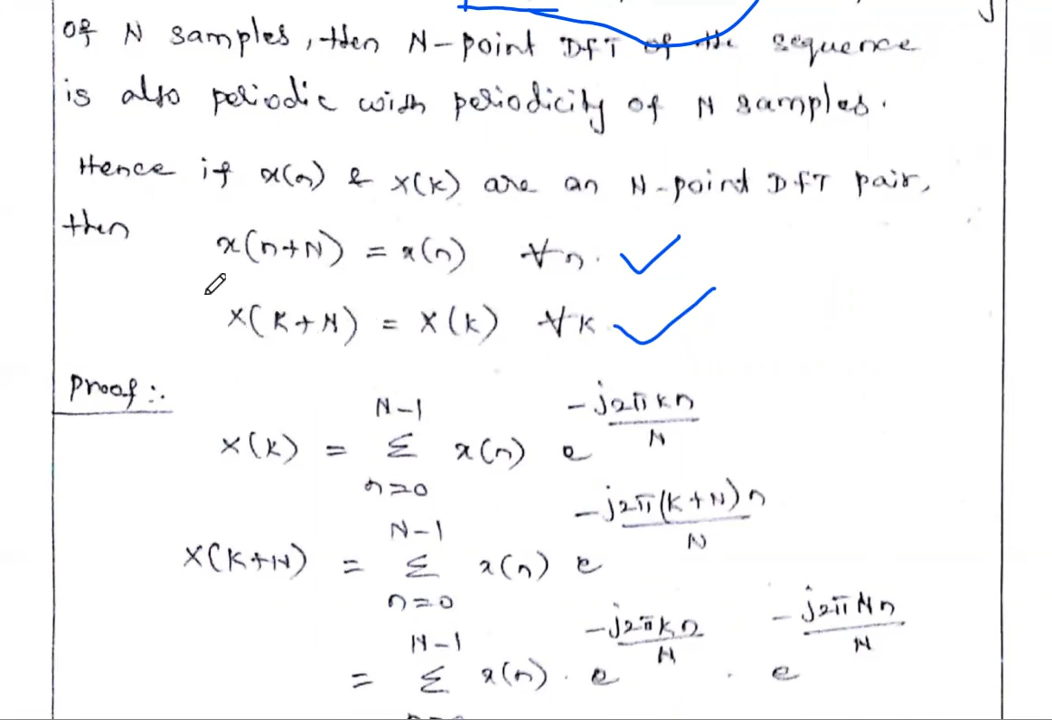 of N samples, then N-point DFT of the sequence
is also periodic with periodicity of N samples.
Hence if x(n) & X(K) are an N-point DFT pair,
then
x(n+N) = x(n) ∀n.
X(K+N) = X(K) ∀K
Proof:.
X(K) = N-1 Σ n=0 x(n) e -j2πKn / N
X(K+N) = N-1 Σ n=0 x(n) e -j2π(K+N)n / N
= N-1 Σ x(n) . e -j2πKn / N . e -j2πNn / N